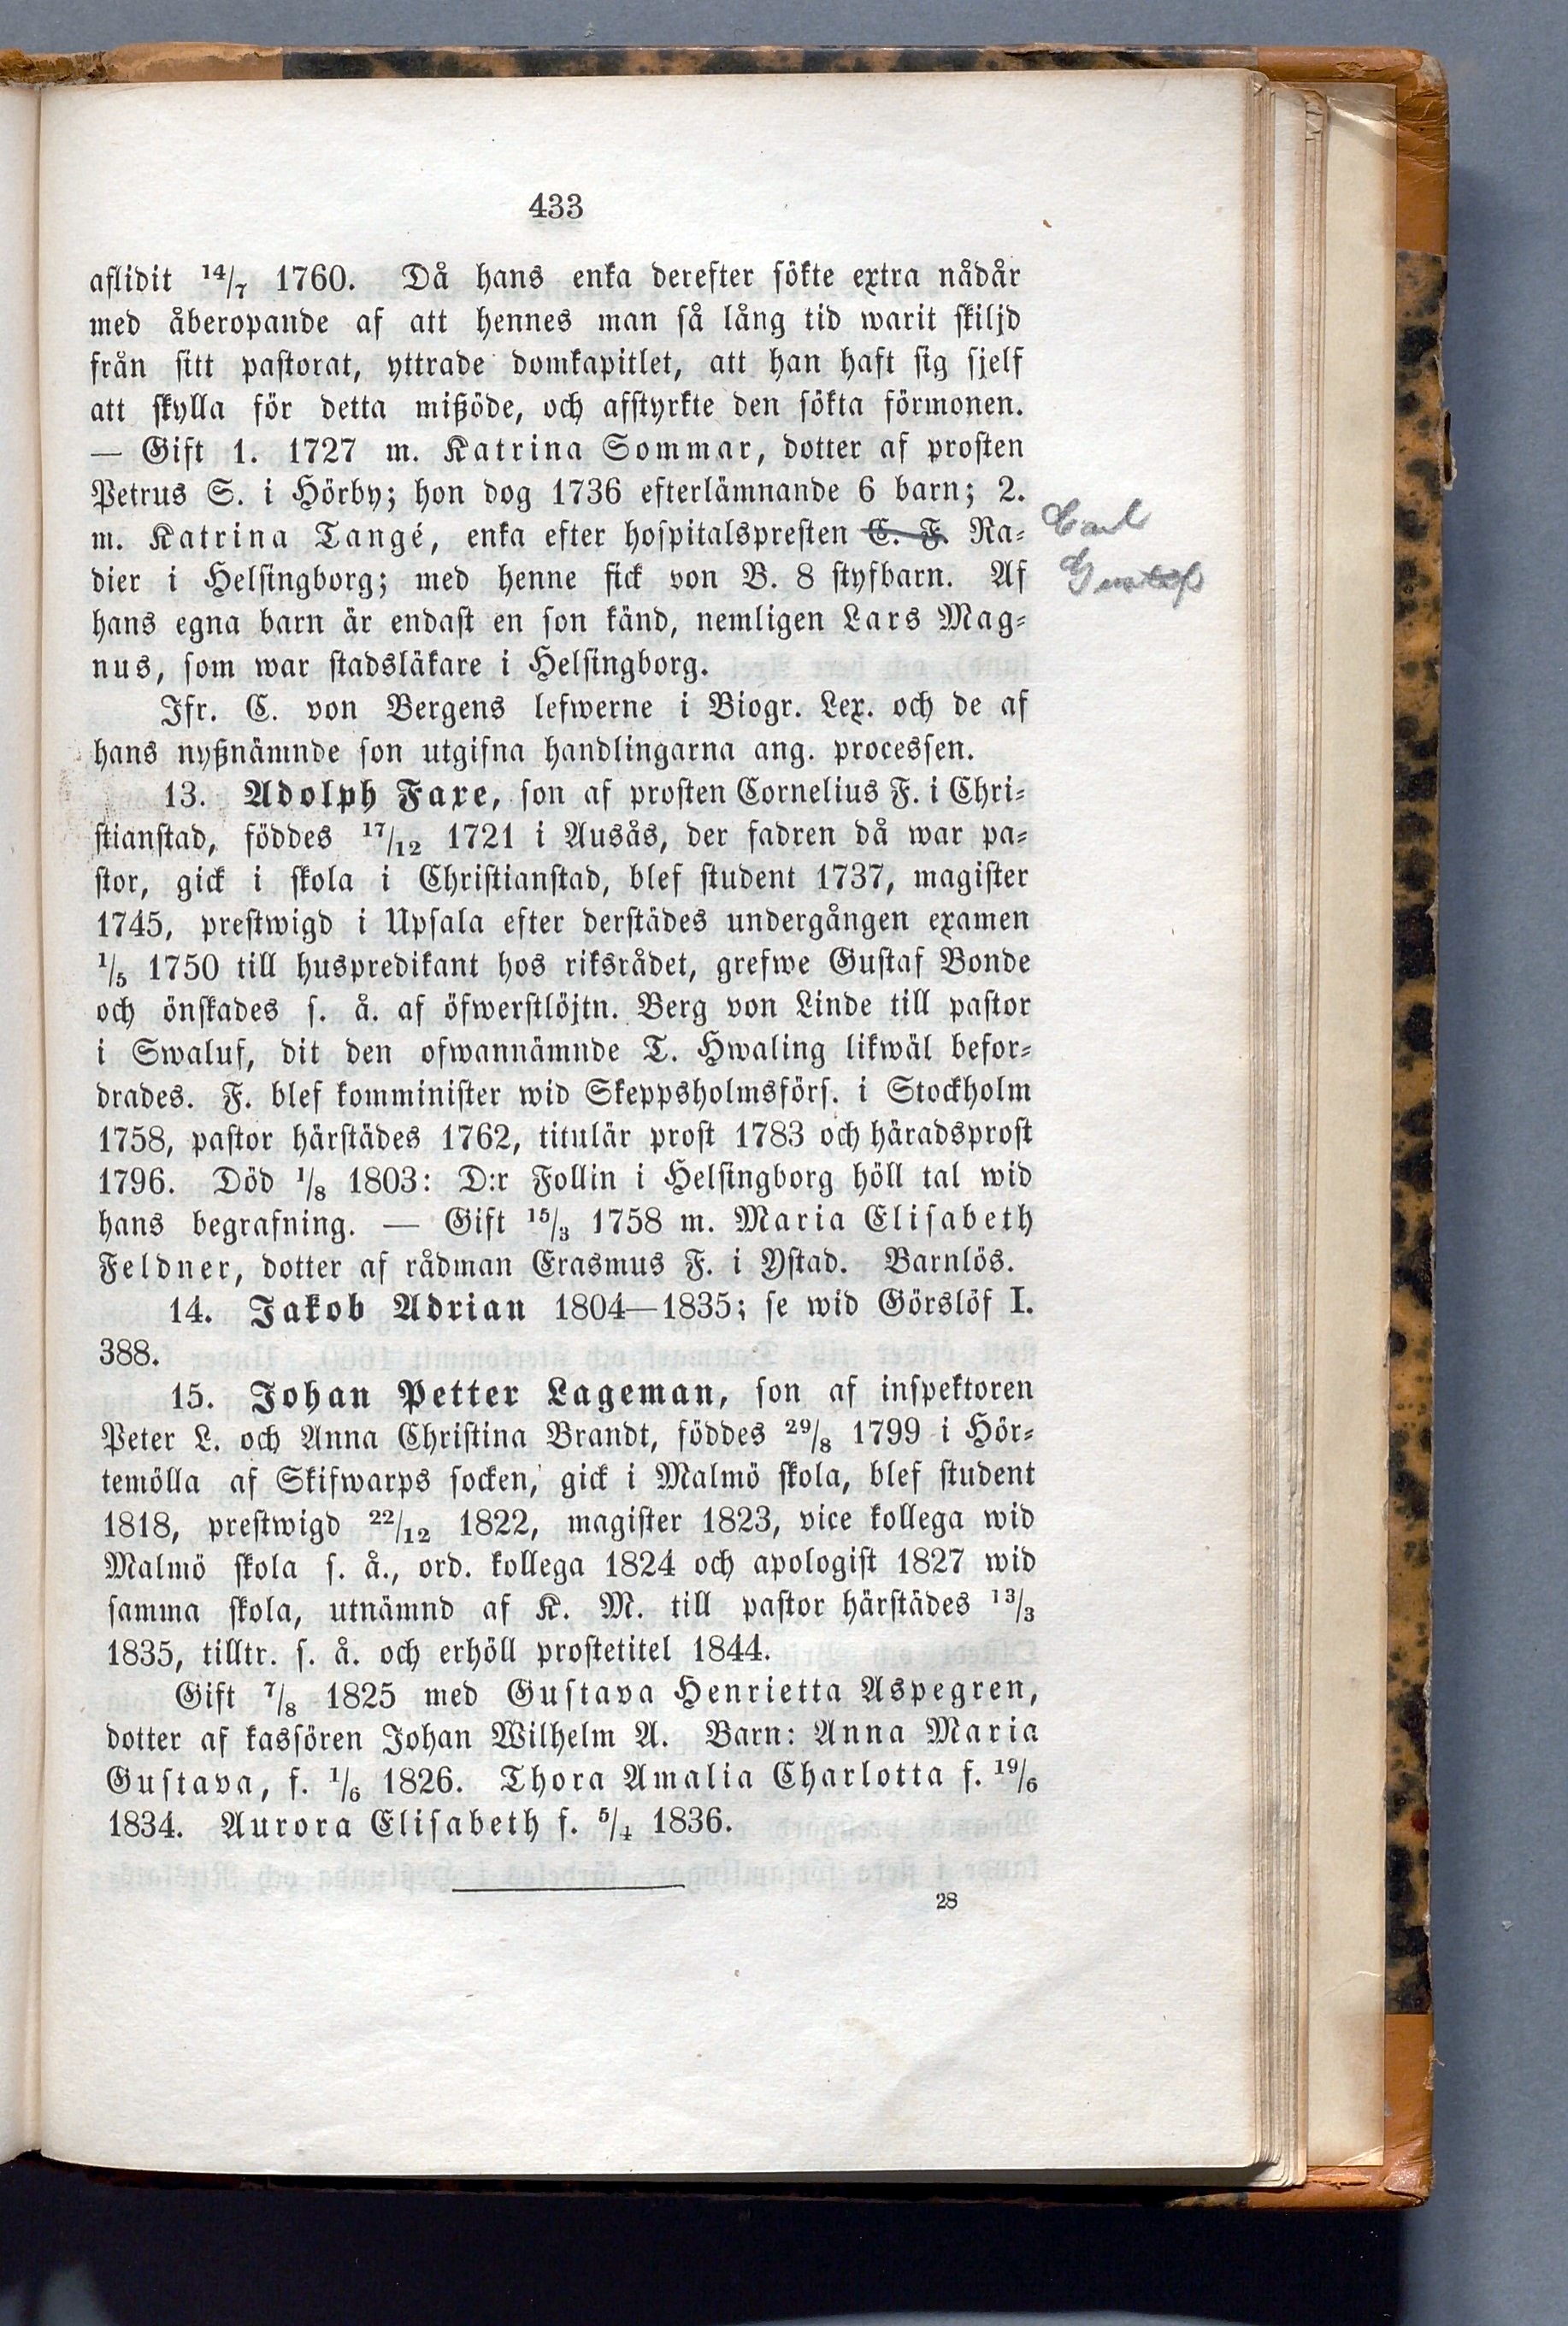 433
aflidit 14/7 1760. Då hans enka derefter sökte extra nådår
med åberopande af att hennes man så lång tid warit skiljd
från sitt pastorat, yttrade domkapitlet, att han haft sig sjelf
att skylla för detta mißöde, och afstyrkte den sökta förmonen.
— Gift 1. 1727 m. Katrina Sommar, dotter af prosten
Petrus S. i Hörby; hon dog 1736 efterlämnande 6 barn; 2.
m. Katrina Tangé, enka efter hospitalspresten C. F. Ra- Carl
dier i Helsingborg; med henne fick von B. 8 styfbarn. Af Gustaf
hans egna barn är endast en son känd, nemligen Lars Mag-
nus, som war stadsläkare i Helsingborg.
Jfr. C. von Bergens lefwerne i Biogr. Lex. och de af
hans nyßnämnde son utgifna handlingarna ang. processen.
13. Adolph Faxe, son af prosten Cornelius F. i Chri-
stianstad, föddes 17/12 1721 i Ausås, der fadren då war pa-
stor, gick i skola i Christianstad, blef student 1737, magister
1745, prestwigd i Upsala efter derstädes undergången examen
1/5 1750 till huspredikant hos riksrådet, grefwe Gustaf Bonde
och önskades s. å. af öfwerstlöjtn. Berg von Linde till pastor
i Swaluf, dit den ofwannämnde T. Hwaling likwäl befor-
drades. F. blef komminister wid Skeppsholmsförs. i Stockholm
1758, pastor härstädes 1762, titulär prost 1783 och häradsprost
1796. Död 1/8 1803: D:r Follin i Helsingborg höll tal wid
hans begrafning. — Gift 15/3 1758 m. Maria Elisabeth
Feldner, dotter af rådman Erasmus F. i Ystad. Barnlös.
14. Jakob Adrian 1804—1835; se wid Görslöf I.
388.
15. Johan Petter Lageman, son af inspektoren
Peter L. och Anna Christina Brandt, föddes 29/8 1799 i Hör-
temölla af Skifwarps socken, gick i Malmö skola, blef student
1818, prestwigd 22/12 1822, magister 1823, vice kollega wid
Malmö skola s. å., ord. kollega 1824 och apologist 1827 wid
samma skola, utnämnd af K. M. till pastor härstädes 13/3
1835, tilltr. s. å. och erhöll prostetitel 1844.
Gift 7/8 1825 med Gustava Henrietta Aspegren,
dotter af kassören Johan Wilhelm A. Barn: Anna Maria
Gustava, f. 1/6 1826. Thora Amalia Charlotta f. 19/6
1834. Aurora Elisabeth f. 5/4 1836.
28